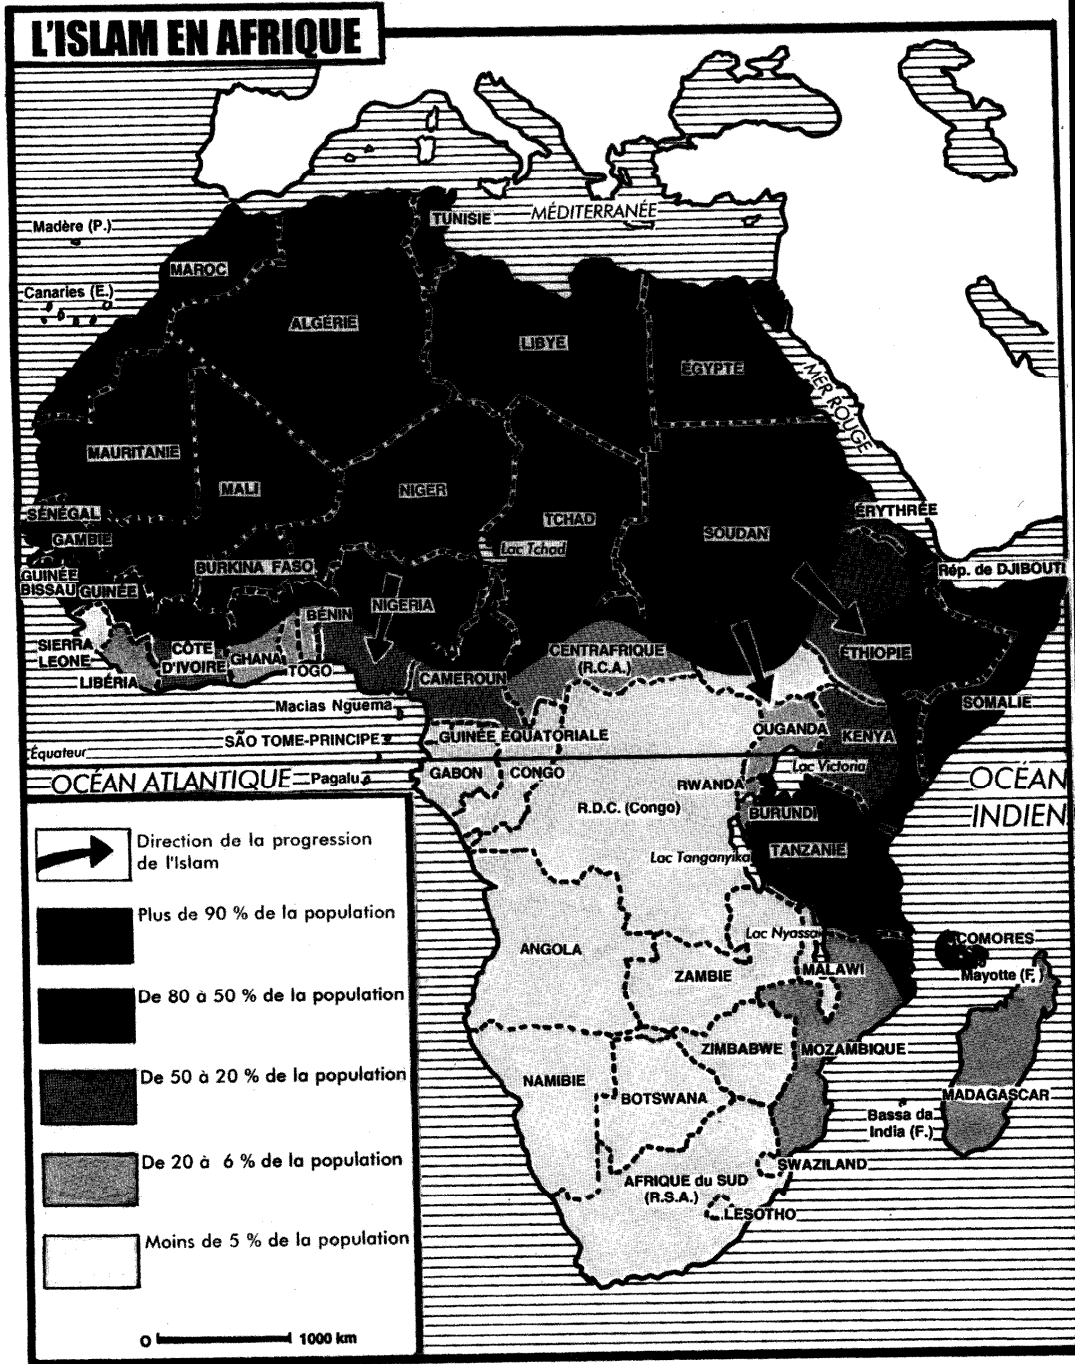 L'ISLAM EN AFRIQUE
Madère (P.)
TUNISIE
MÉDITERRANÉE
MAROC
Canaries (E.)
ALGÉRIE
LIBYE
ÉGYPTE
MER ROUGE
MAURITANIE
MALI
NIGER
TCHAD
SOUDAN
ÉRYTHRÉE
SÉNÉGAL
GAMBIE
Lac Tchad
BURKINA FASO
Rép. de DJIBOUTI
GUINÉE
BISSAU
GUINÉE
BÉNIN
NIGERIA
SIERRA
LEONE
CÔTE
D'IVOIRE
GHANA
TOGO
CENTRAFRIQUE
(R.C.A.)
ÉTHIOPIE
LIBÉRIA
CAMEROUN
SOMALIE
Macias Nguema
OUGANDA
KENYA
SÃO TOME-PRINCIPE
GUINÉE ÉQUATORIALE
Équateur
OCÉAN ATLANTIQUE
Pagalu
GABON
CONGO
Lac Victoria
OCÉAN
INDIEN
RWANDA
R.D.C. (Congo)
BURUNDI
TANZANIE
Lac Tanganyika
Lac Nyassa
COMORES
Mayotte (F.)
ANGOLA
ZAMBIE
MALAWI
ZIMBABWE
MOZAMBIQUE
NAMIBIE
BOTSWANA
MADAGASCAR
Bassa da
India (F.)
SWAZILAND
AFRIQUE du SUD
(R.S.A.)
LESOTHO
Direction de la progression
de l'Islam
Plus de 90 % de la population
De 80 à 50 % de la population
De 50 à 20 % de la population
De 20 à 6 % de la population
Moins de 5 % de la population
0 1000 km